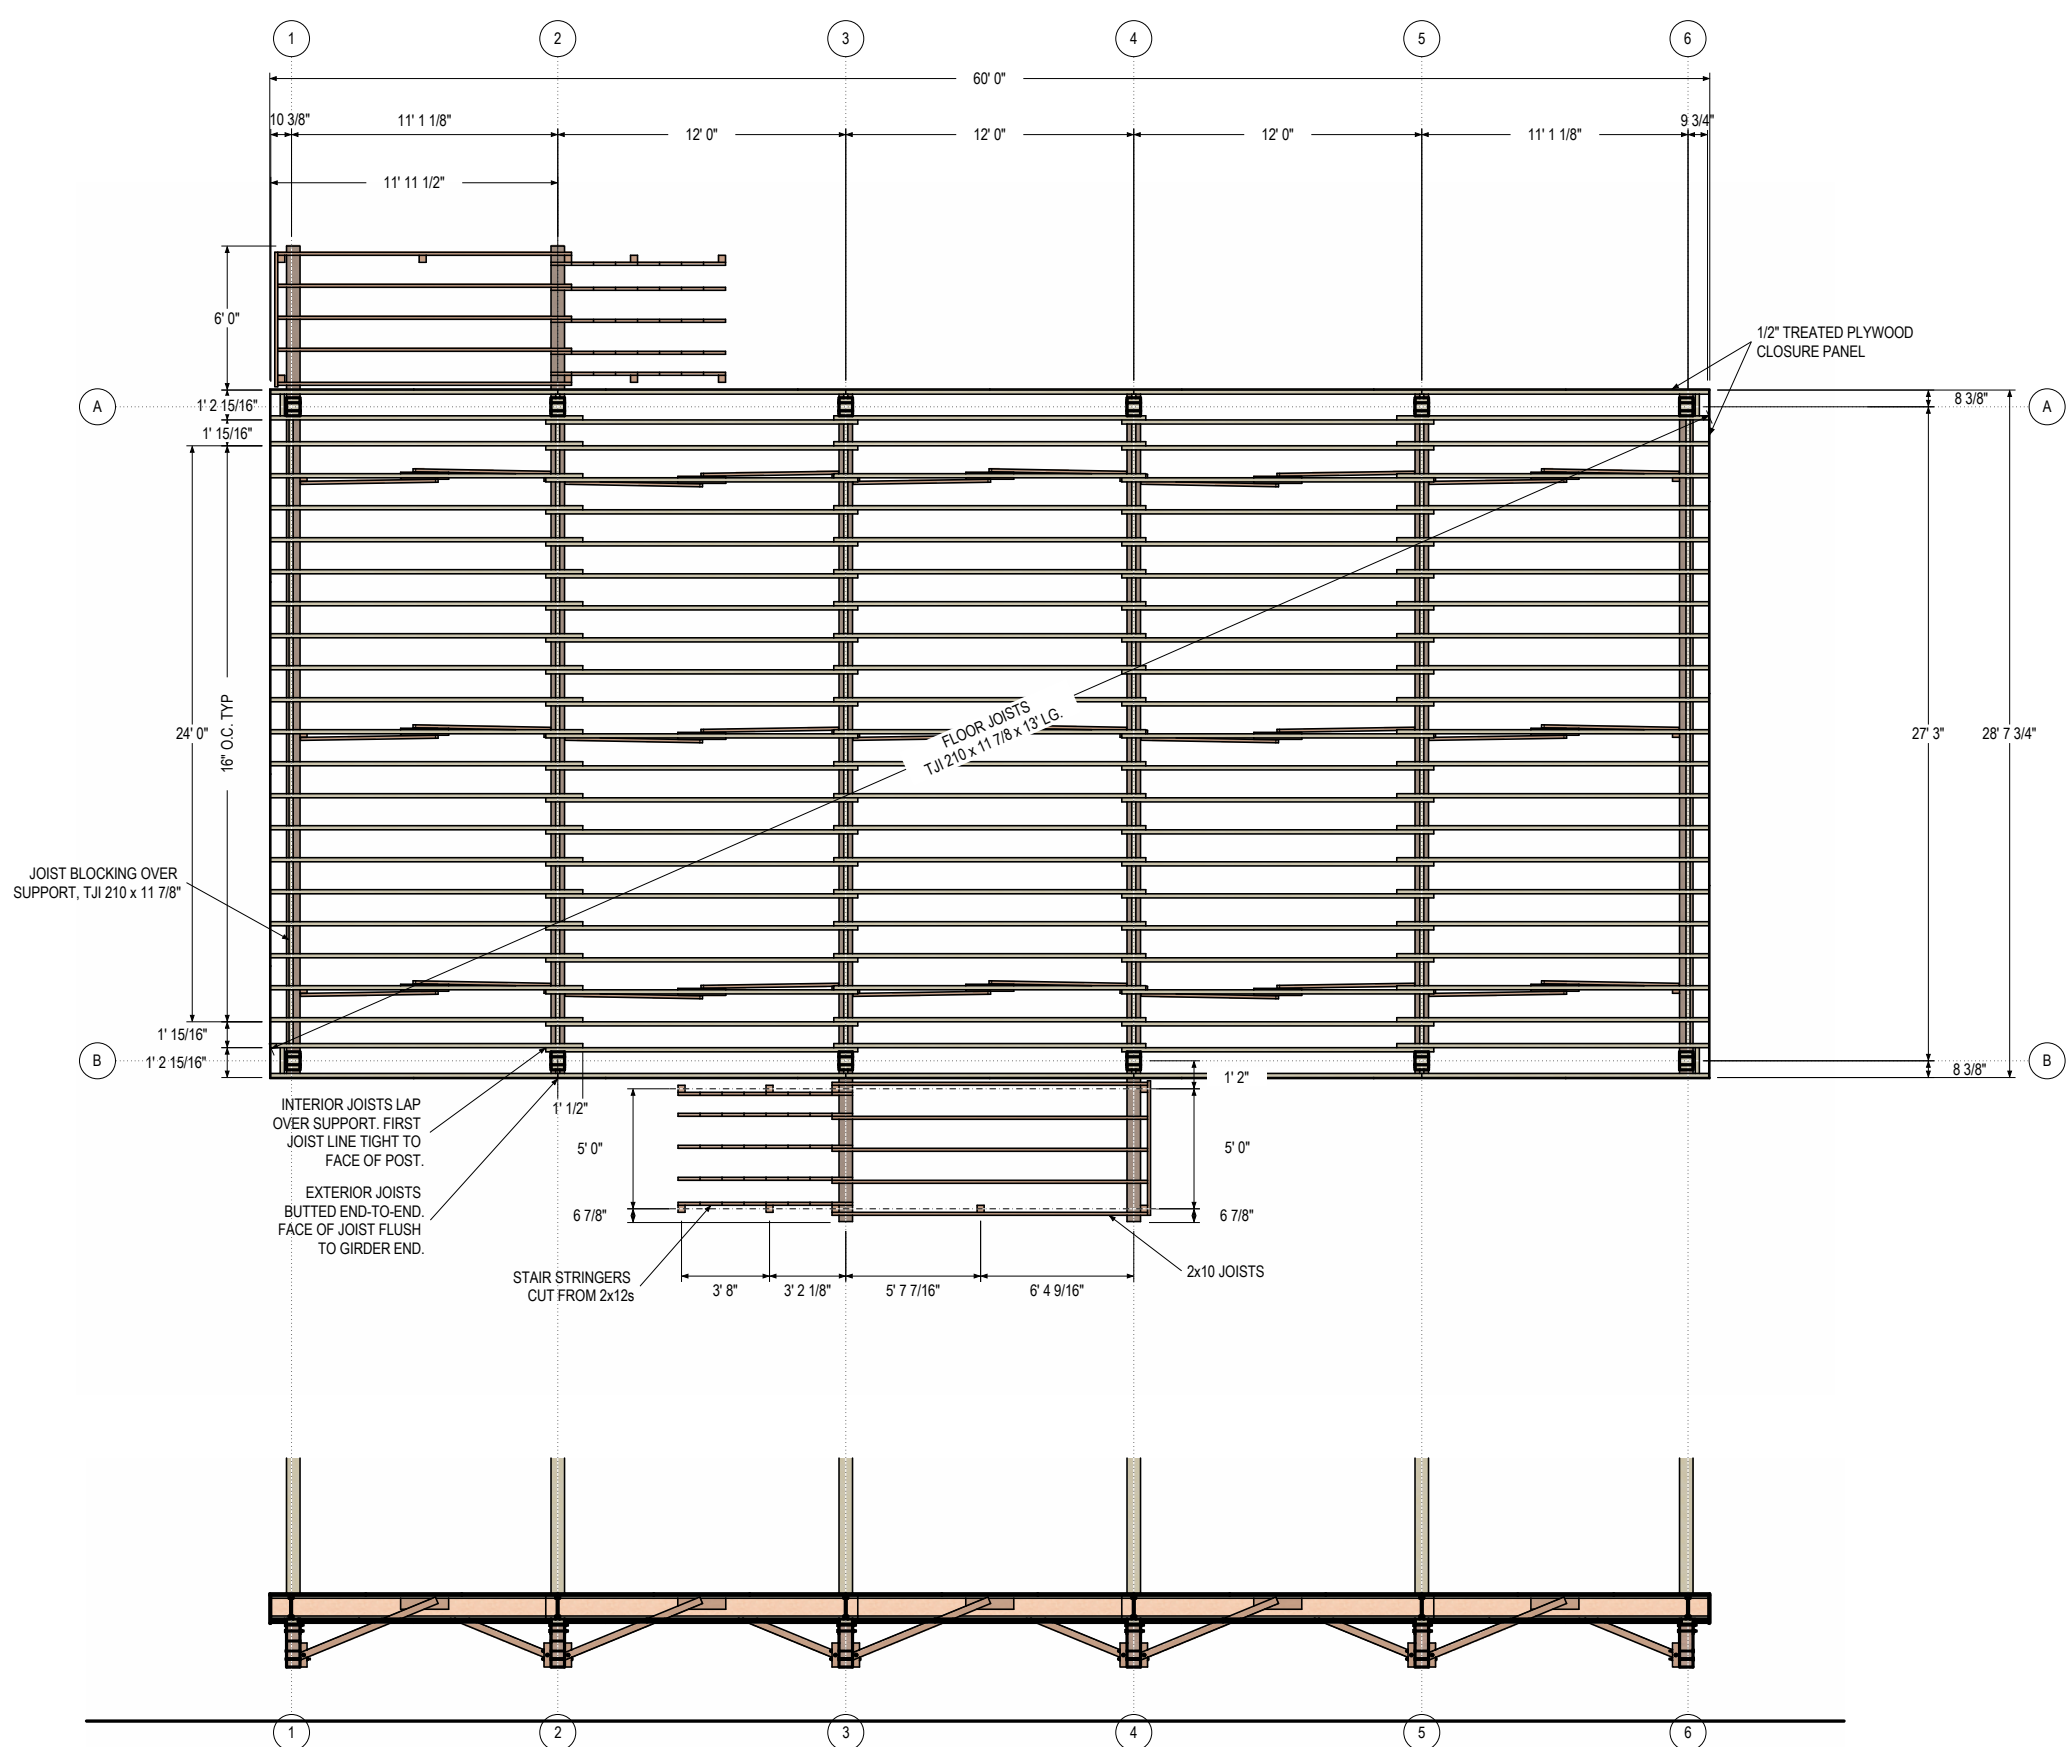 1 2 3 4 5 6
60' 0"
10 3/8" 11' 1 1/8" 12' 0" 12' 0" 12' 0" 11' 1 1/8" 9 3/4"
11' 11 1/2"
6' 0"
1/2" TREATED PLYWOOD
CLOSURE PANEL
A 1' 2 15/16" 8 3/8" A
1' 15/16"
24' 0"
16" O.C. TYP
FLOOR JOISTS
TJI 210 x 11 7/8 x 13' LG.
27' 3" 28' 7 3/4"
JOIST BLOCKING OVER
SUPPORT, TJI 210 x 11 7/8"
1' 15/16"
B 1' 2 15/16" B
8 3/8"
1' 2"
INTERIOR JOISTS LAP
OVER SUPPORT. FIRST
JOIST LINE TIGHT TO
FACE OF POST.
1' 1/2"
5' 0" 5' 0"
EXTERIOR JOISTS
BUTTED END-TO-END.
FACE OF JOIST FLUSH
TO GIRDER END.
6 7/8" 6 7/8"
STAIR STRINGERS
CUT FROM 2x12s
3' 8" 3' 2 1/8" 5' 7 7/16" 6' 4 9/16"
2x10 JOISTS
1 2 3 4 5 6